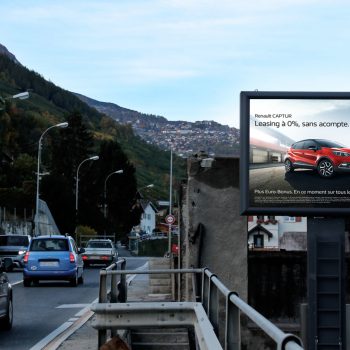 Renault CAPTUR
Leasing à 0%, sans acompte.
Plus Euro-Bonus. En ce moment sur tous les